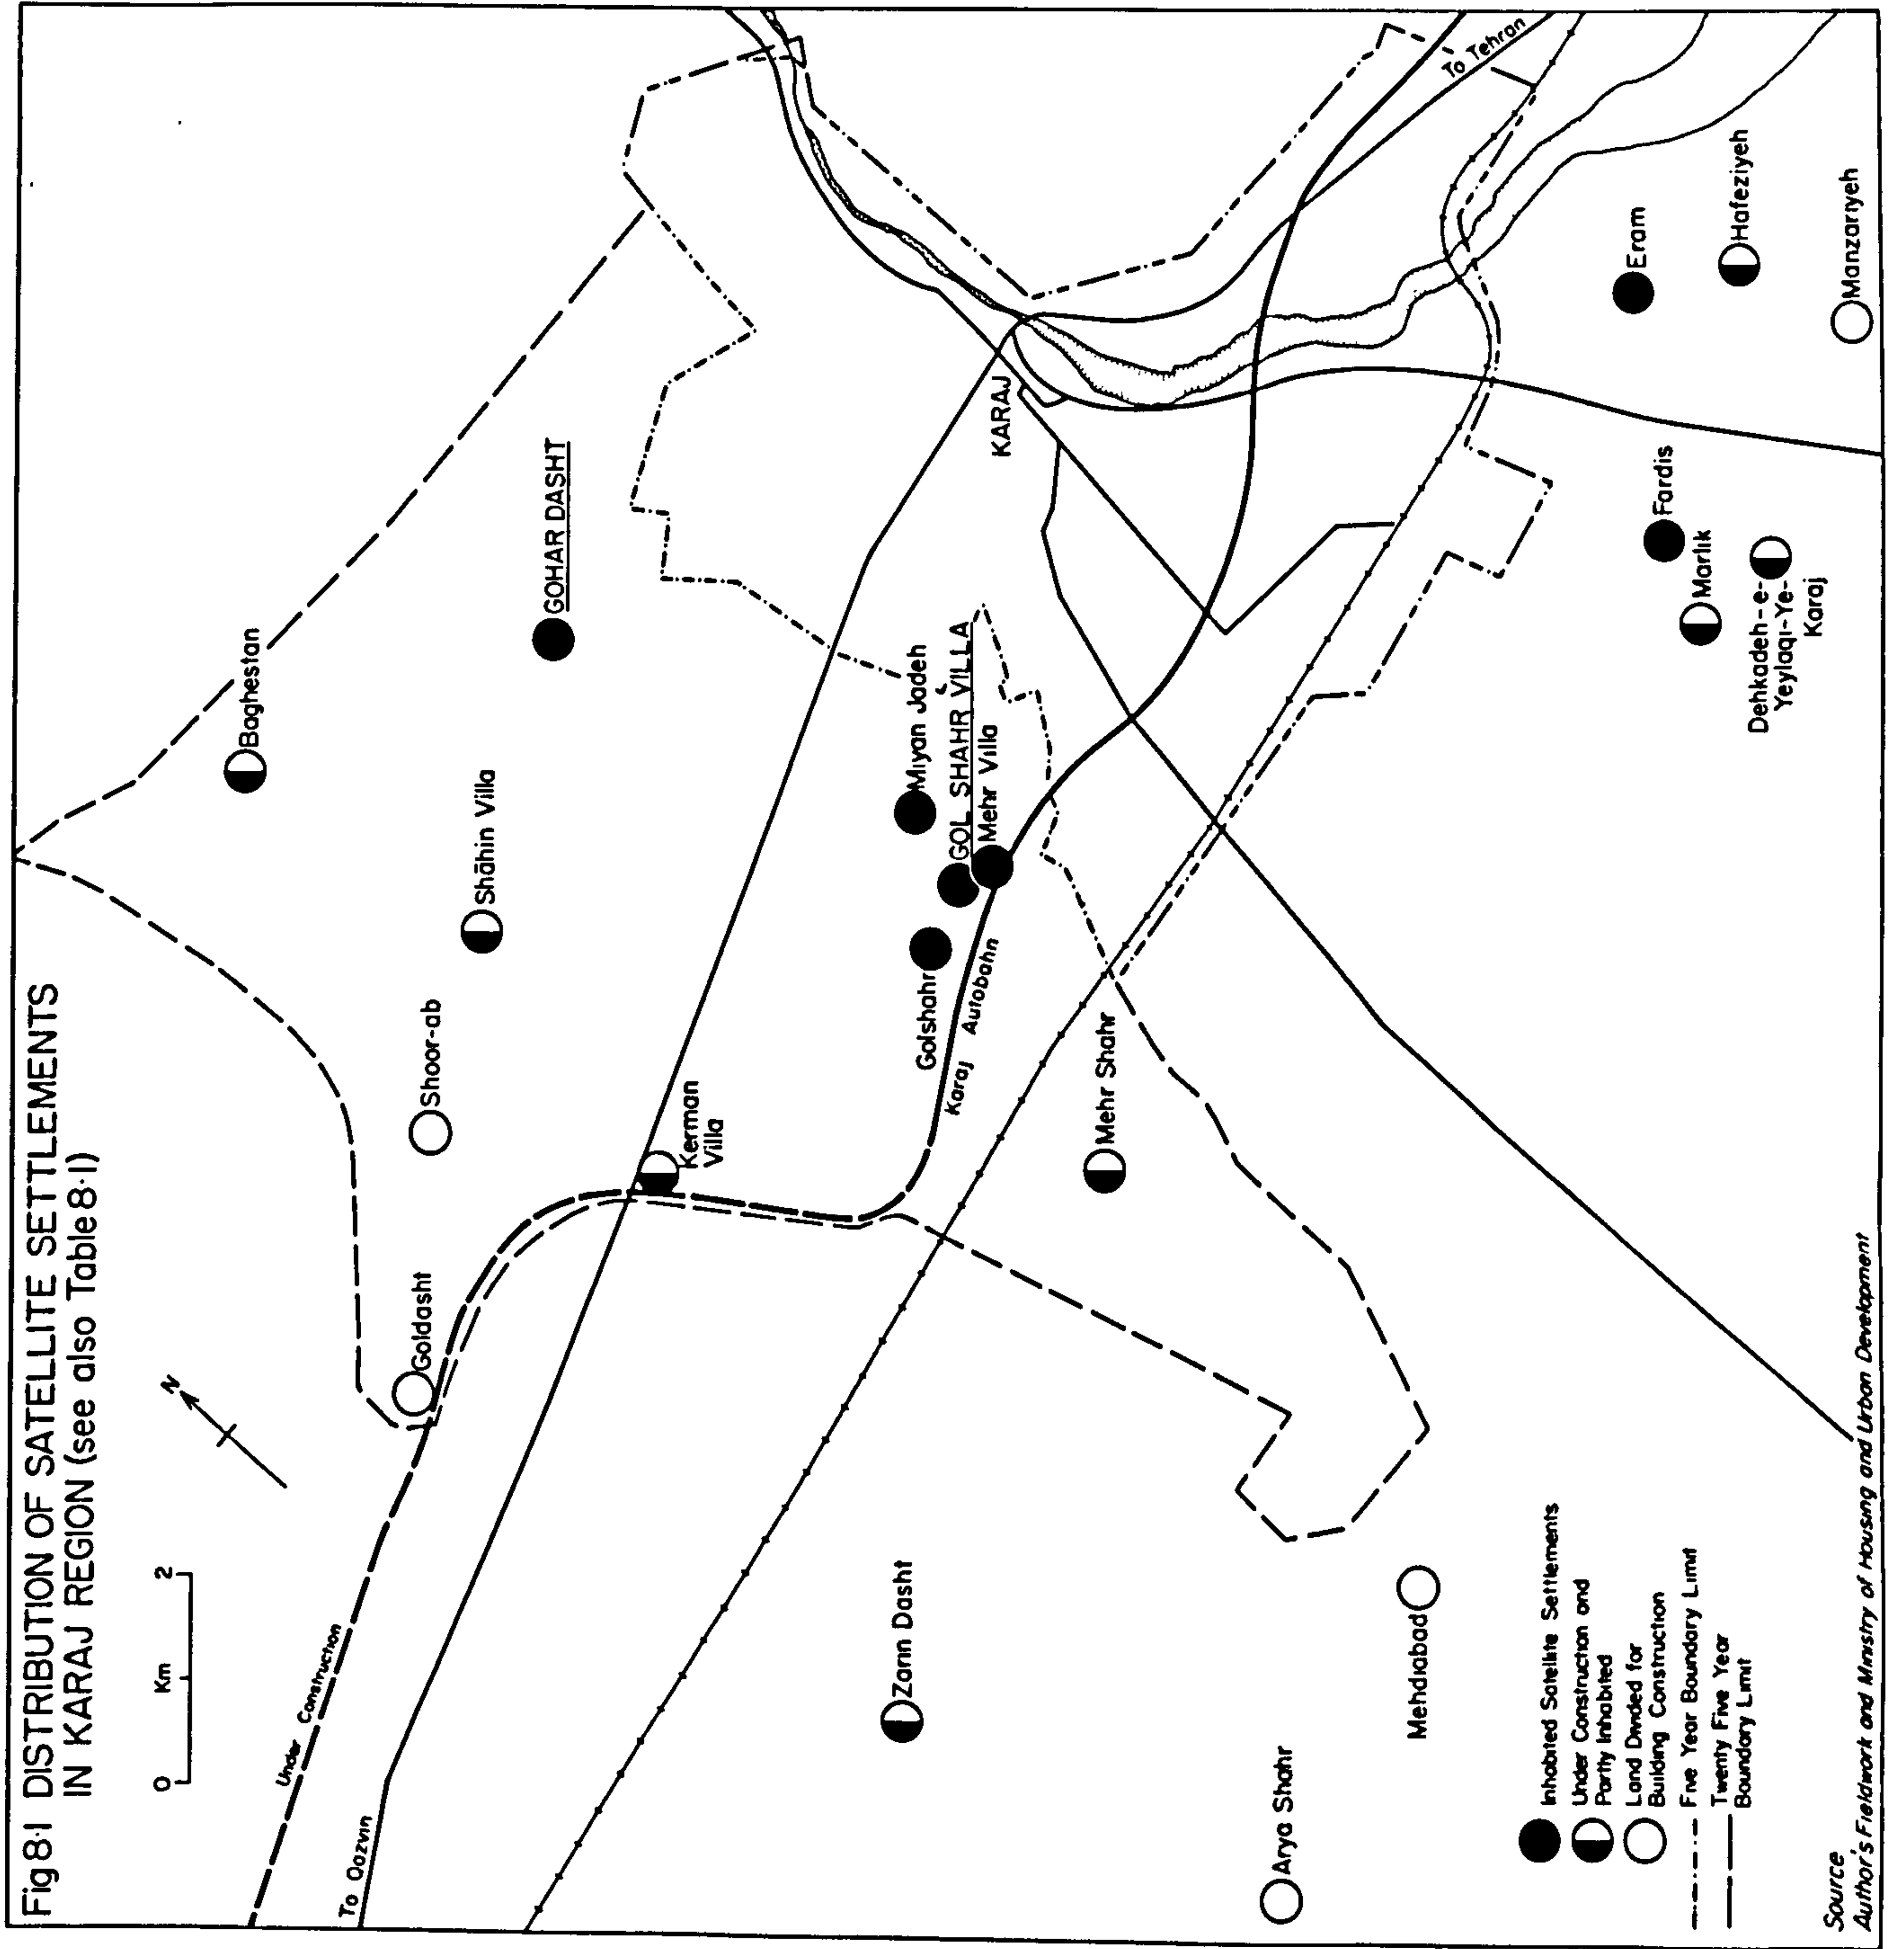 Fig 8·1 DISTRIBUTION OF SATELLITE SETTLEMENTS
IN KARAJ REGION (see also Table 8·1)
0 Km 2
N
Under Construction
To Qazvin
Goldasht
Shoor-ab
Shāhin Villa
Baghestan
GOHAR DASHT
Kerman
Villa
Golshahr
Karaj Autobahn
Miyan Jadeh
GOL SHAHR VILLA
Mehr Villa
KARAJ
To Tehran
Zarin Dasht
Mehr Shahr
Arya Shahr
Mehdiabad
Fardis
Marlik
Dehkadeh-e-
Yeylaqi-Ye-
Karaj
Eram
Hafeziyeh
Manzariyeh
Inhabited Satellite Settlements
Under Construction and
Partly Inhabited
Land Divided for
Building Construction
Five Year Boundary Limit
Twenty Five Year
Boundary Limit
Source
Author's Fieldwork and Ministry of Housing and Urban Development